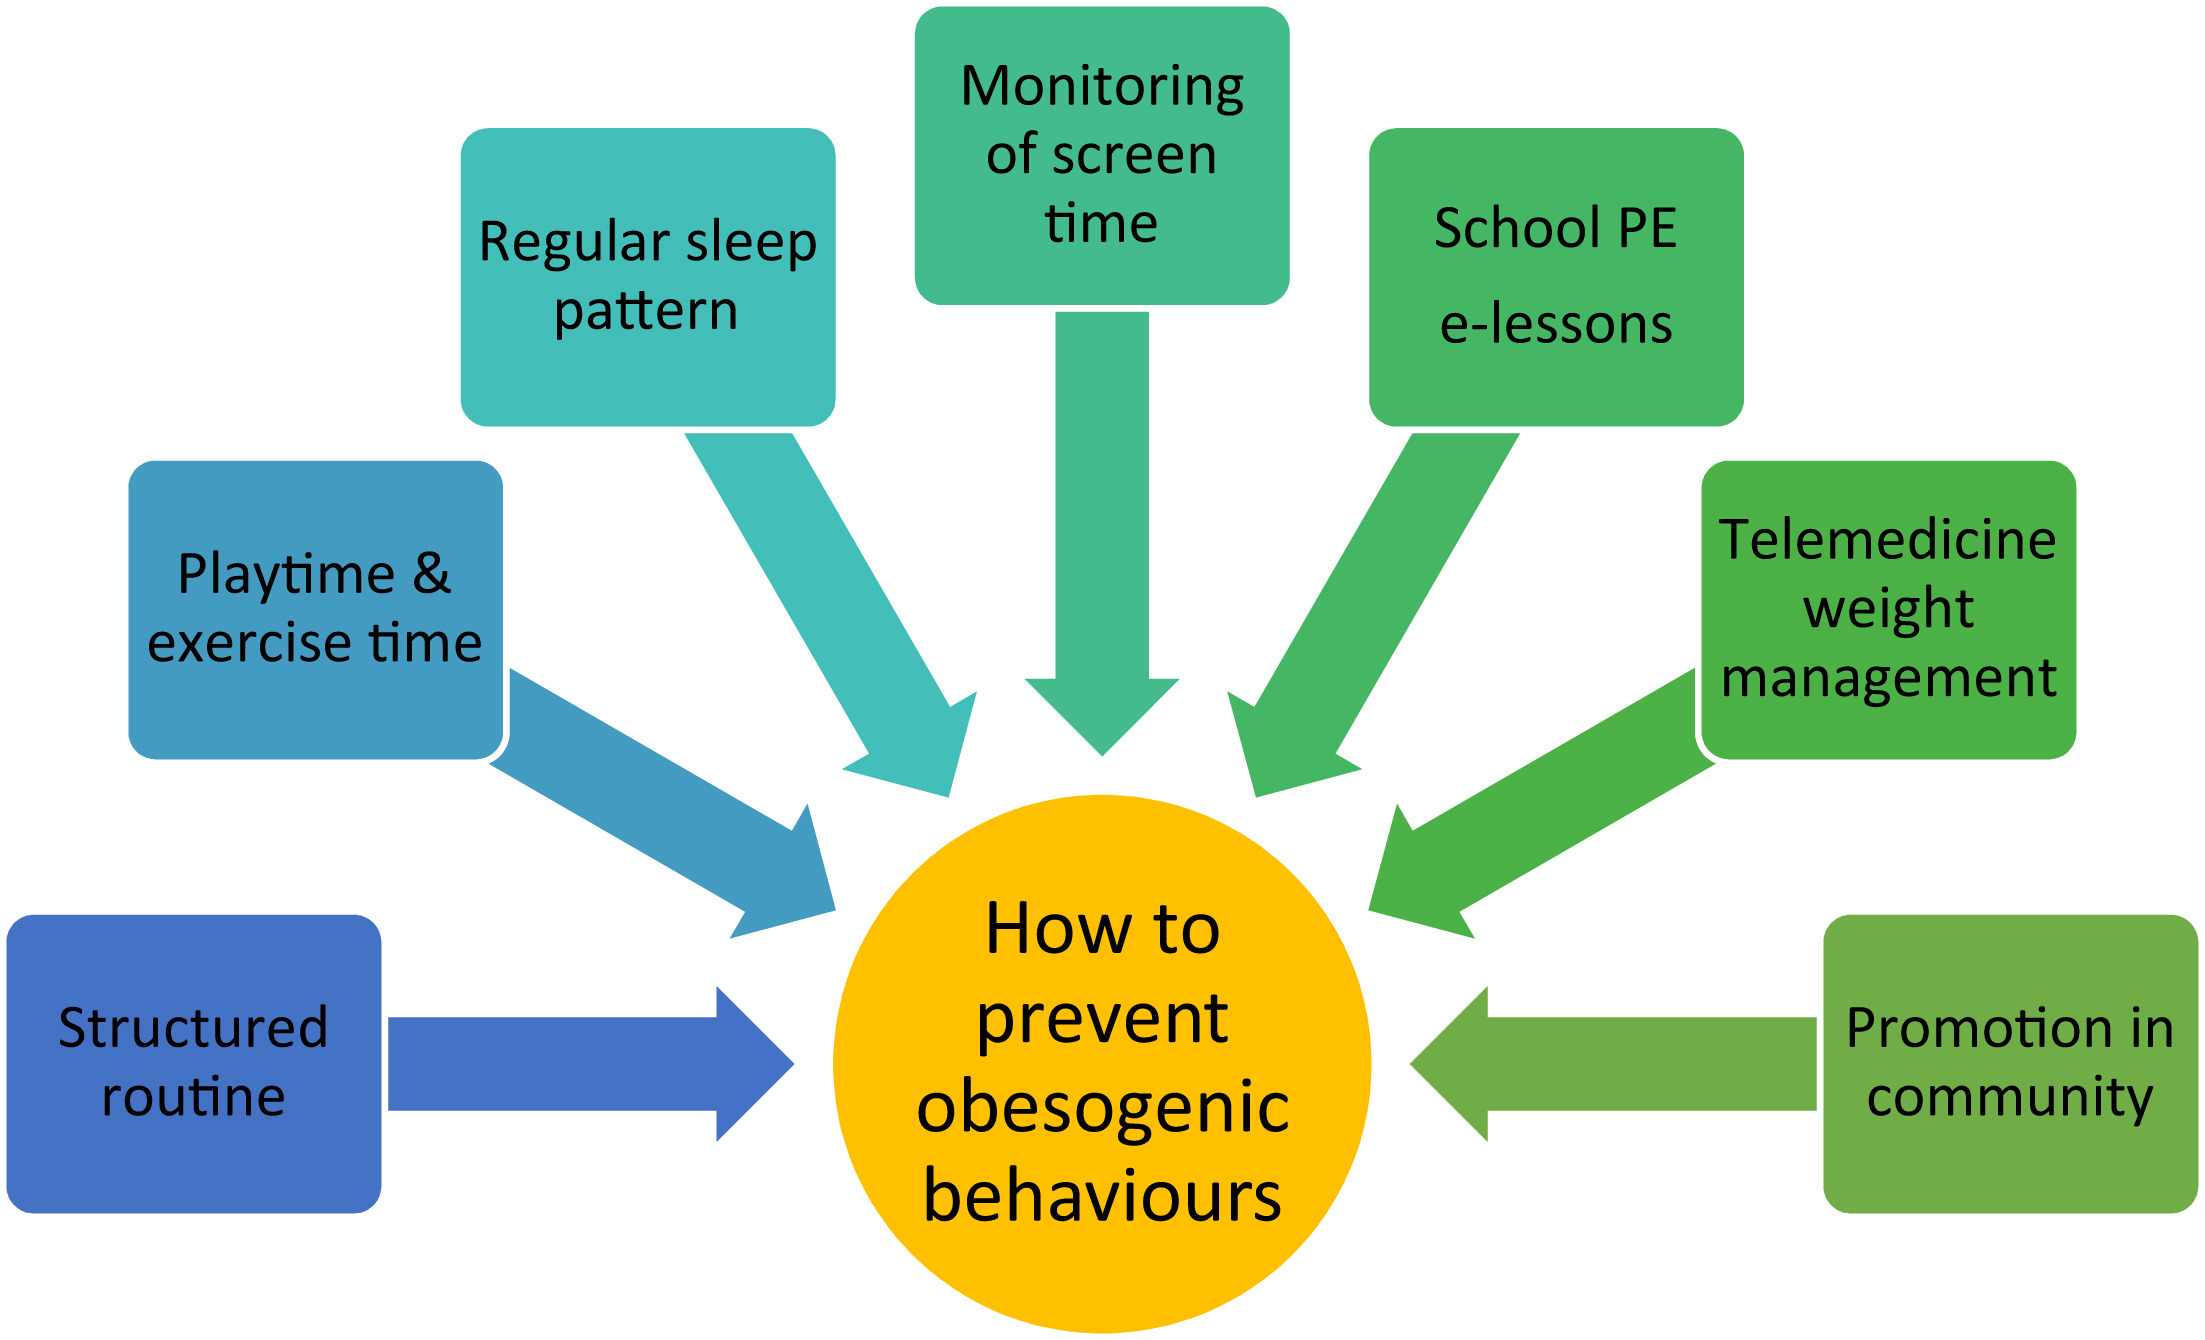 Monitoring
of screen
time
Regular sleep
pattern
School PE
e-lessons
Playtime &
exercise time
Telemedicine
weight
management
Structured
routine
How to
prevent
obesogenic
behaviours
Promotion in
community